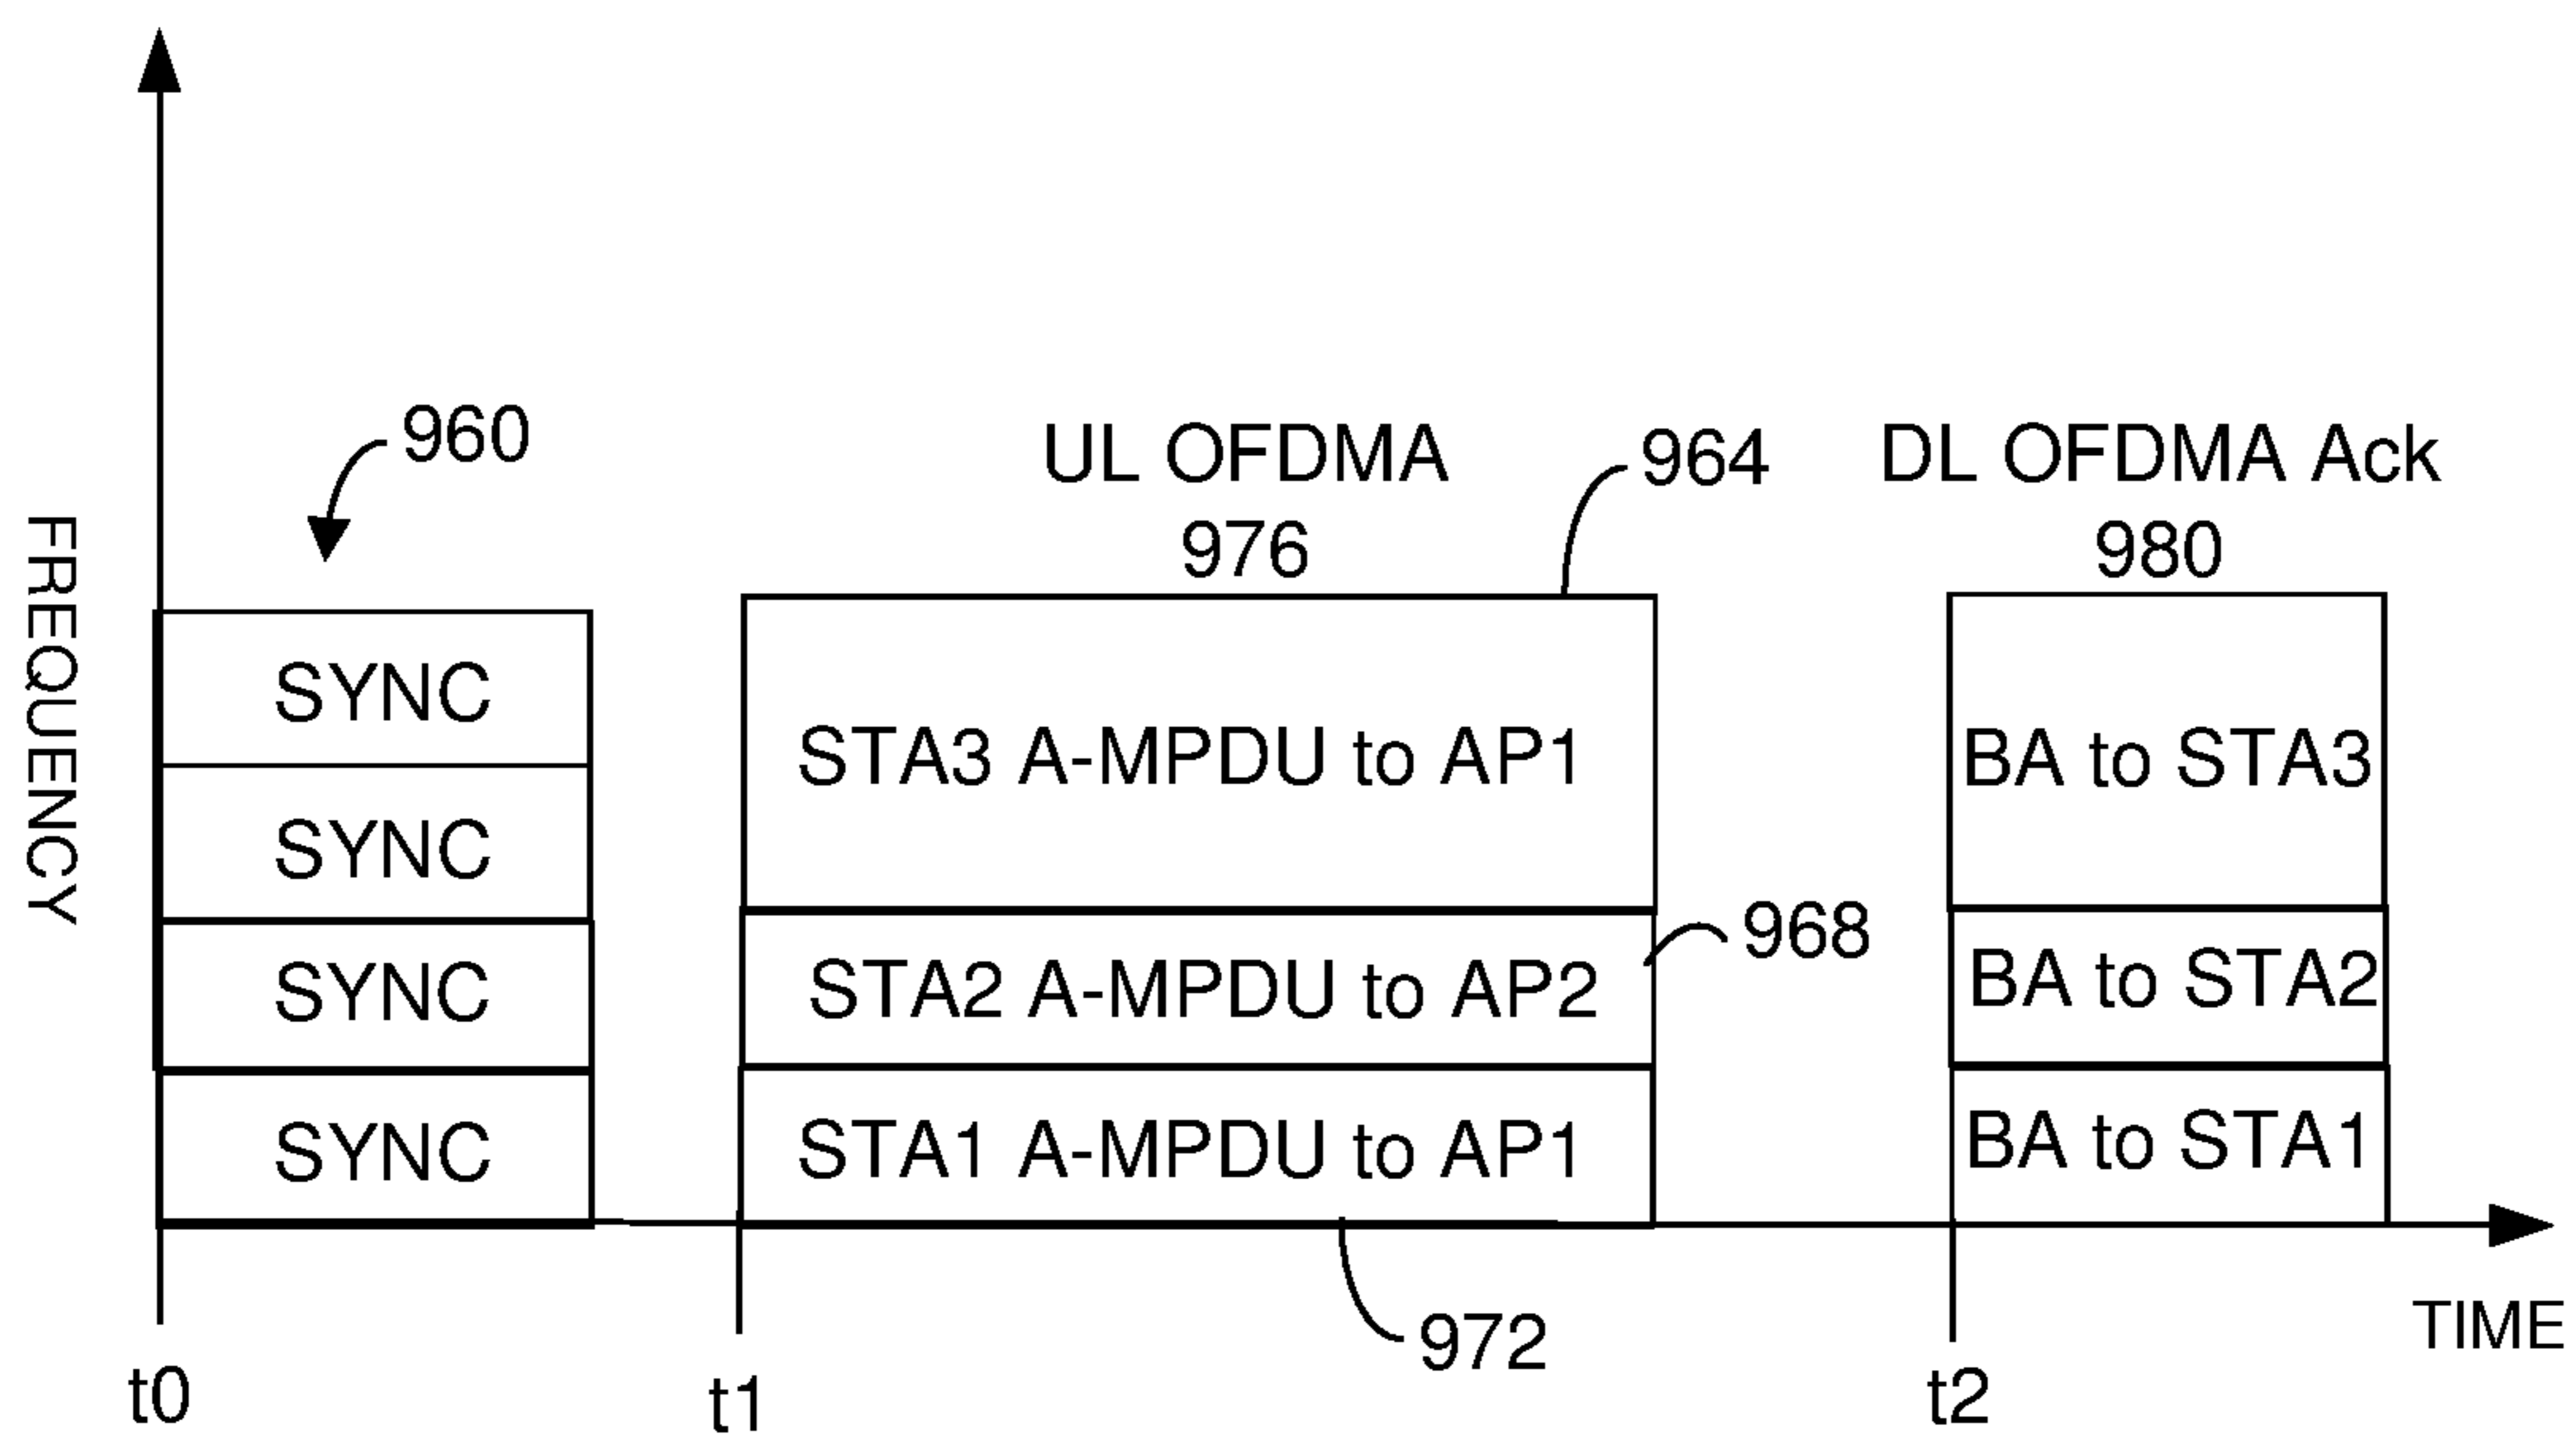 960
UL OFDMA
976
964
DL OFDMA Ack
980
FREQUENCY
SYNC
SYNC
SYNC
SYNC
STA3 A-MPDU to AP1
STA2 A-MPDU to AP2
968
STA1 A-MPDU to AP1
972
BA to STA3
BA to STA2
BA to STA1
TIME
t0
t1
t2